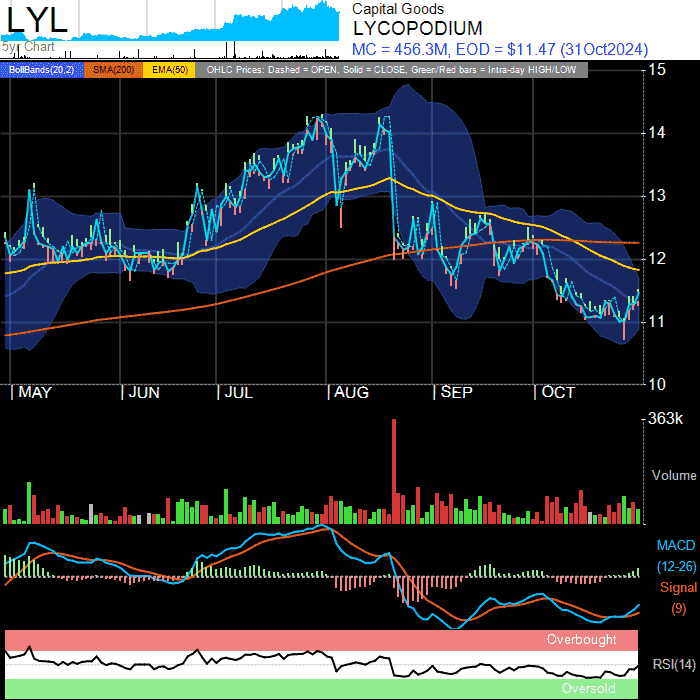 LYL
Capital Goods
LYCOPODIUM
5yr Chart
MC = 456.3M, EOD = $11.47 (31Oct2024)
BollBands(20,2) SMA(200) EMA(50) OHLC Prices: Dashed = OPEN, Solid = CLOSE, Green/Red bars = Intra-day HIGH/LOW
15
14
13
12
11
10
MAY JUN JUL AUG SEP OCT
363k
Volume
MACD
(12-26)
Signal
(9)
Overbought
RSI(14)
Oversold